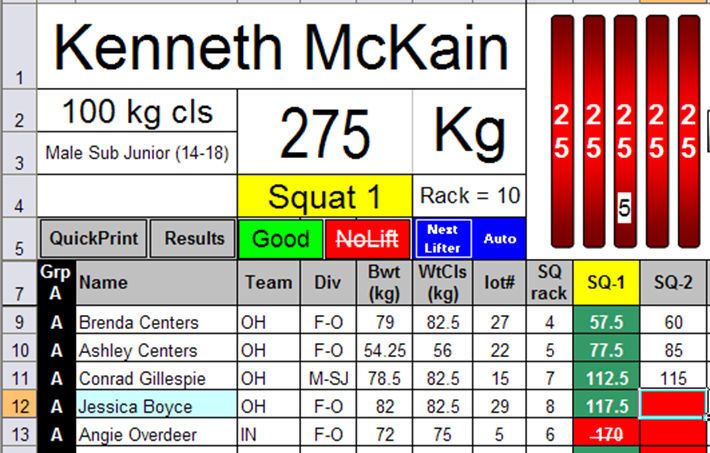 1 Kenneth McKain
2 100 kg cls 275 Kg
3 Male Sub Junior (14-18)
4 Squat 1 Rack = 10
25 25 25 25 25
5
5 QuickPrint Results Good NoLift Next Lifter Auto
7 Grp A Name Team Div Bwt (kg) WtCls (kg) lot# SQ rack SQ-1 SQ-2
9 A Brenda Centers OH F-O 79 82.5 27 4 57.5 60
10 A Ashley Centers OH F-O 54.25 56 22 5 77.5 85
11 A Conrad Gillespie OH M-SJ 78.5 82.5 15 7 112.5 115
12 A Jessica Boyce OH F-O 82 82.5 29 8 117.5
13 A Angie Overdeer IN F-O 72 75 5 6 170